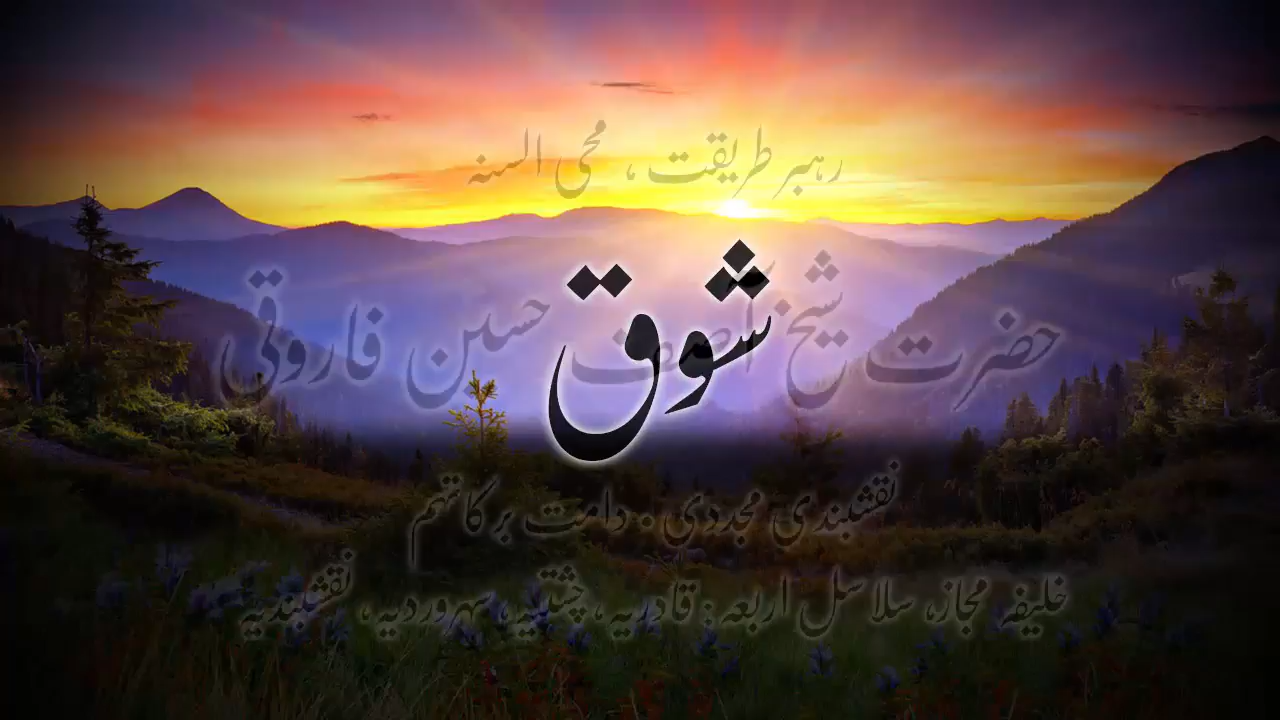 رہبر طریقت ، محی السنہ
شوق
حضرت شیخ آصف حسین فاروقی
نقشبندی مجددی . دامت برکاتہم
خلیفہ مجاز، سلاسل اربعہ : قادریہ ، چشتیہ ، سہروردیہ ، نقشبندیہ